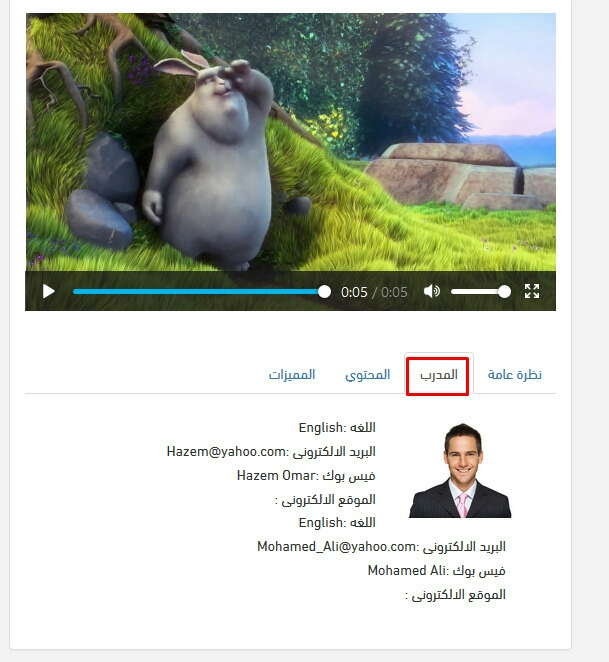 0:05 / 0:05
نظرة عامة المدرب المحتوي المميزات
اللغه :English
البريد الالكترونى :Hazem@yahoo.com
فيس بوك :Hazem Omar
الموقع الالكترونى :
اللغه :English
البريد الالكترونى :Mohamed_Ali@yahoo.com
فيس بوك :Mohamed Ali
الموقع الالكترونى :